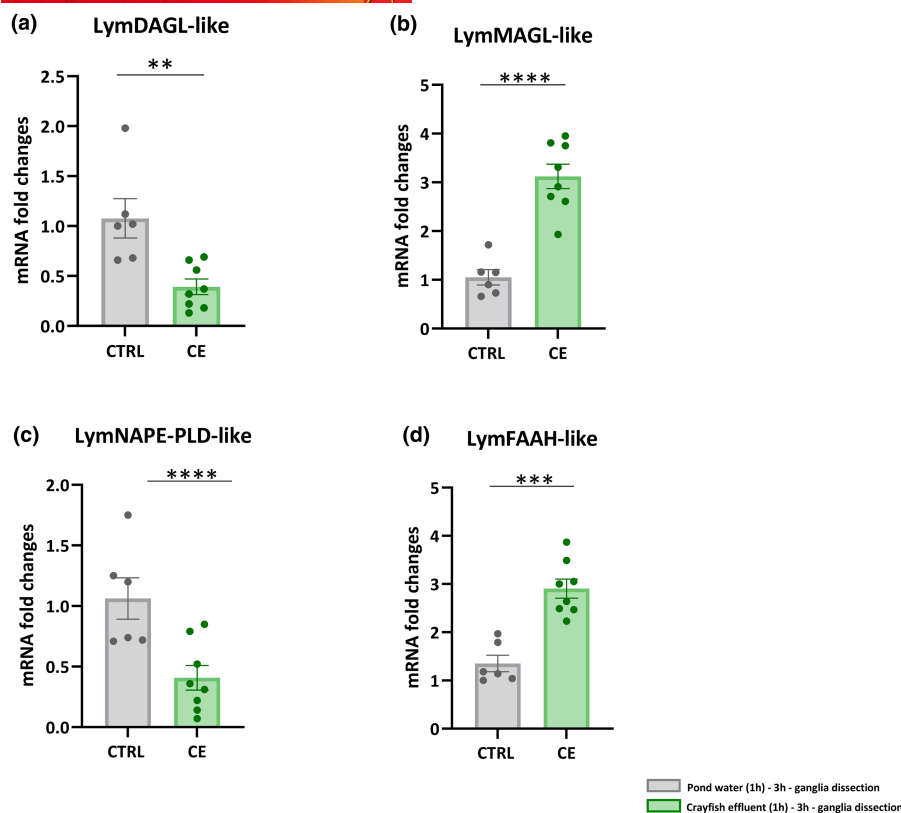 (a) LymDAGL-like
**
mRNA fold changes
2.5
2.0
1.5
1.0
0.5
0.0
CTRL CE
(b) LymMAGL-like
****
mRNA fold changes
5
4
3
2
1
0
CTRL CE
(c) LymNAPE-PLD-like
****
mRNA fold changes
2.0
1.5
1.0
0.5
0.0
CTRL CE
(d) LymFAAH-like
***
mRNA fold changes
5
4
3
2
1
0
CTRL CE
Pond water (1h) - 3h - ganglia dissection
Crayfish effluent (1h) - 3h - ganglia dissection